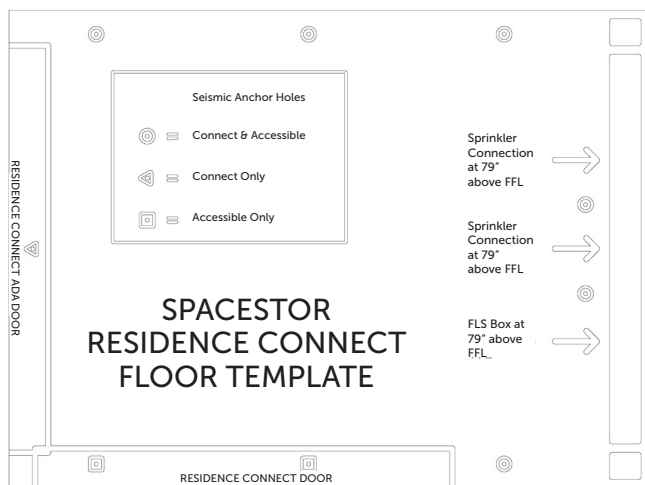 Seismic Anchor Holes
= Connect & Accessible
= Connect Only
= Accessible Only
Sprinkler
Connection
at 79"
above FFL
Sprinkler
Connection
at 79"
above FFL
FLS Box at
79" above
FFL_
RESIDENCE CONNECT ADA DOOR
SPACESTOR
RESIDENCE CONNECT
FLOOR TEMPLATE
RESIDENCE CONNECT DOOR